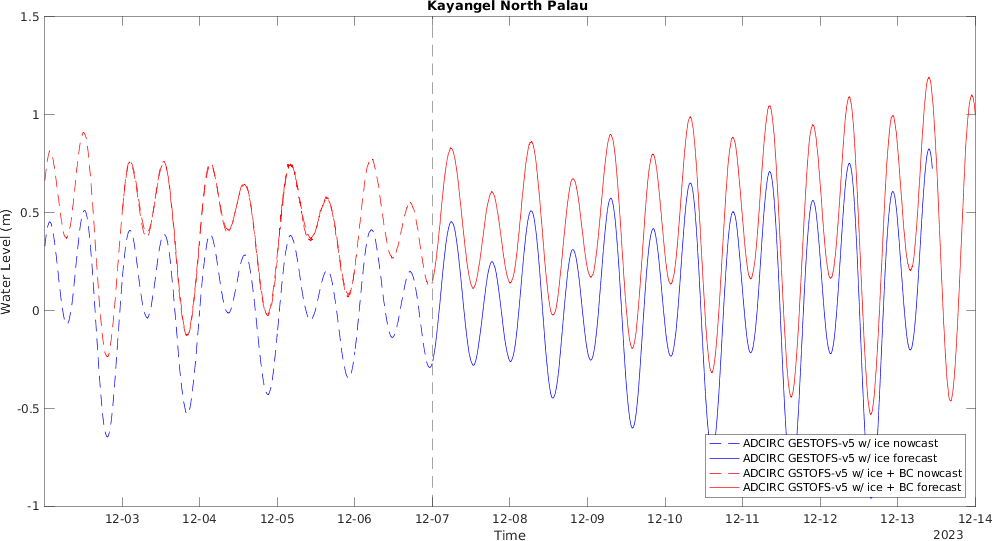 Kayangel North Palau
1.5
1
0.5
0
-0.5
-1
Water Level (m)
ADCIRC GESTOFS-v5 w/ ice nowcast
ADCIRC GESTOFS-v5 w/ ice forecast
ADCIRC GSTOFS-v5 w/ ice + BC nowcast
ADCIRC GSTOFS-v5 w/ ice + BC forecast
12-03 12-04 12-05 12-06 12-07 12-08 12-09 12-10 12-11 12-12 12-13 12-14
Time
2023